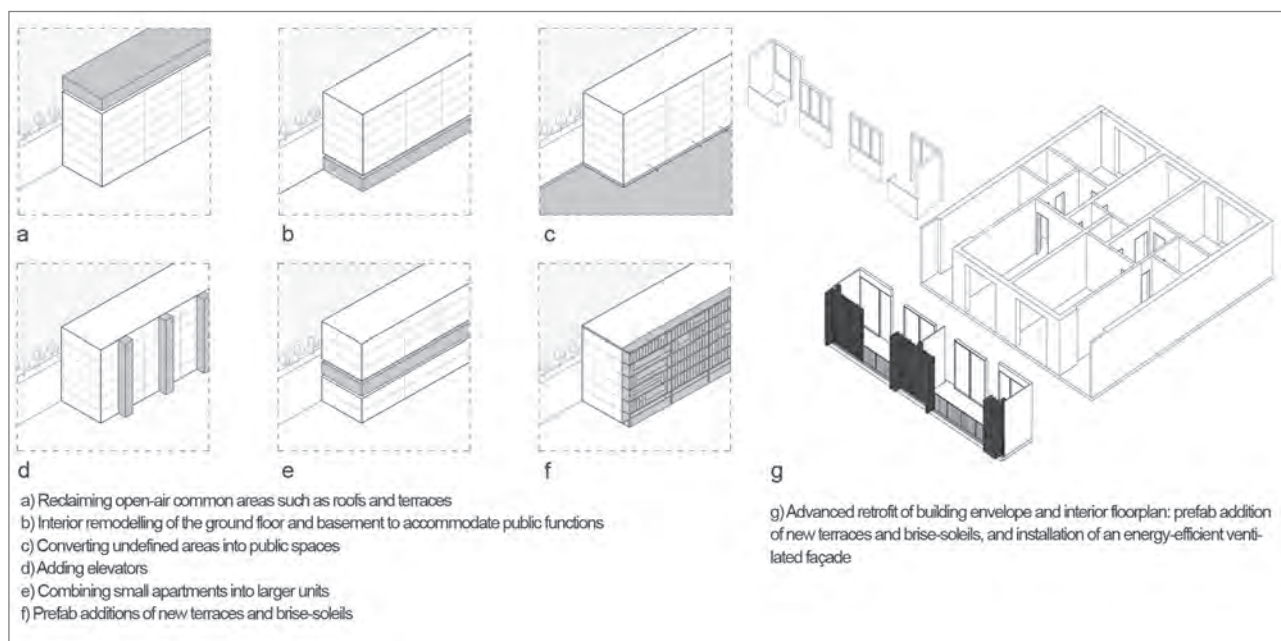 a
b
c
d
e
f
g
a) Reclaiming open-air common areas such as roofs and terraces
b) Interior remodelling of the ground floor and basement to accommodate public functions
c) Converting undefined areas into public spaces
d) Adding elevators
e) Combining small apartments into larger units
f) Prefab additions of new terraces and brise-soleils
g) Advanced retrofit of building envelope and interior floorplan: prefab addition
of new terraces and brise-soleils, and installation of an energy-efficient venti-
lated façade